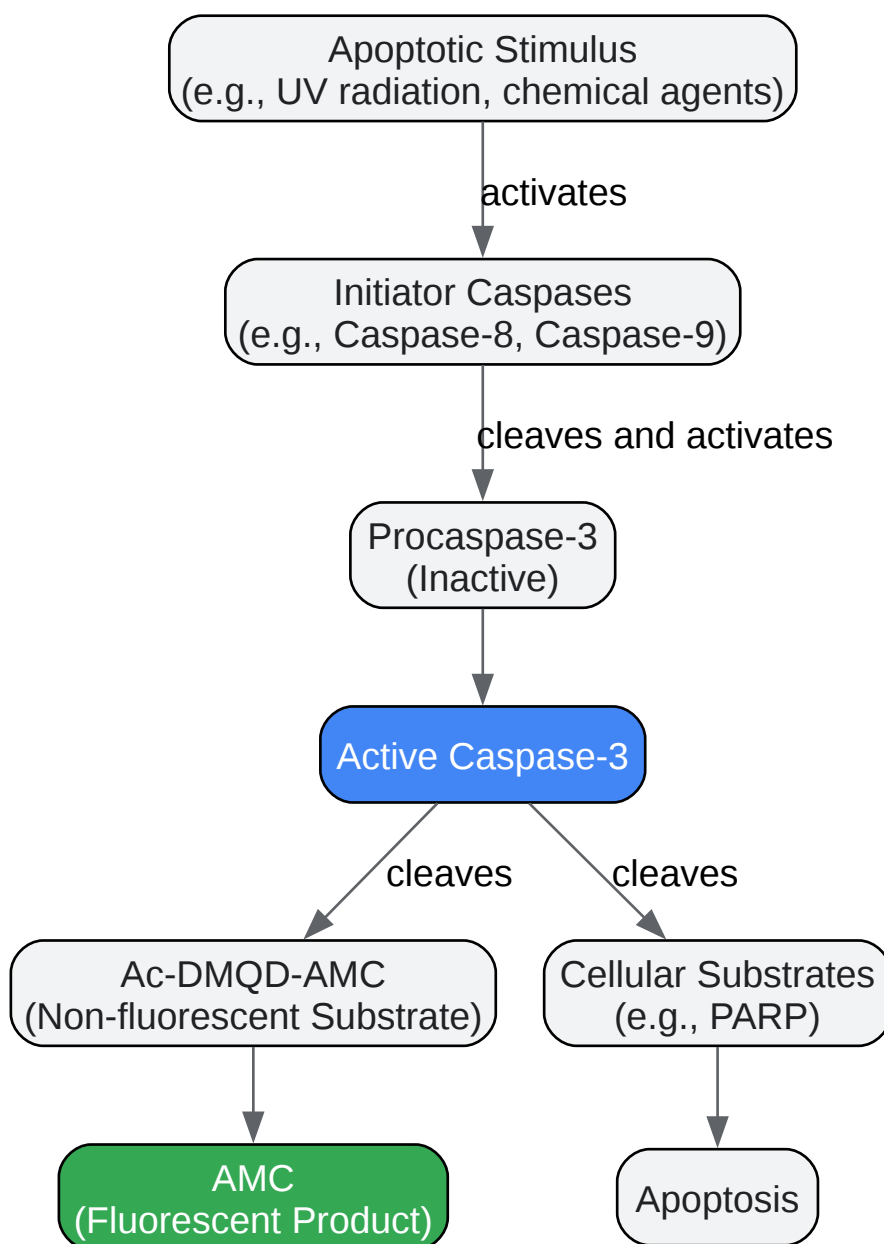 Apoptotic Stimulus
(e.g., UV radiation, chemical agents)
activates
Initiator Caspases
(e.g., Caspase-8, Caspase-9)
cleaves and activates
Procaspase-3
(Inactive)
Active Caspase-3
cleaves
cleaves
Ac-DMQD-AMC
(Non-fluorescent Substrate)
Cellular Substrates
(e.g., PARP)
AMC
(Fluorescent Product)
Apoptosis